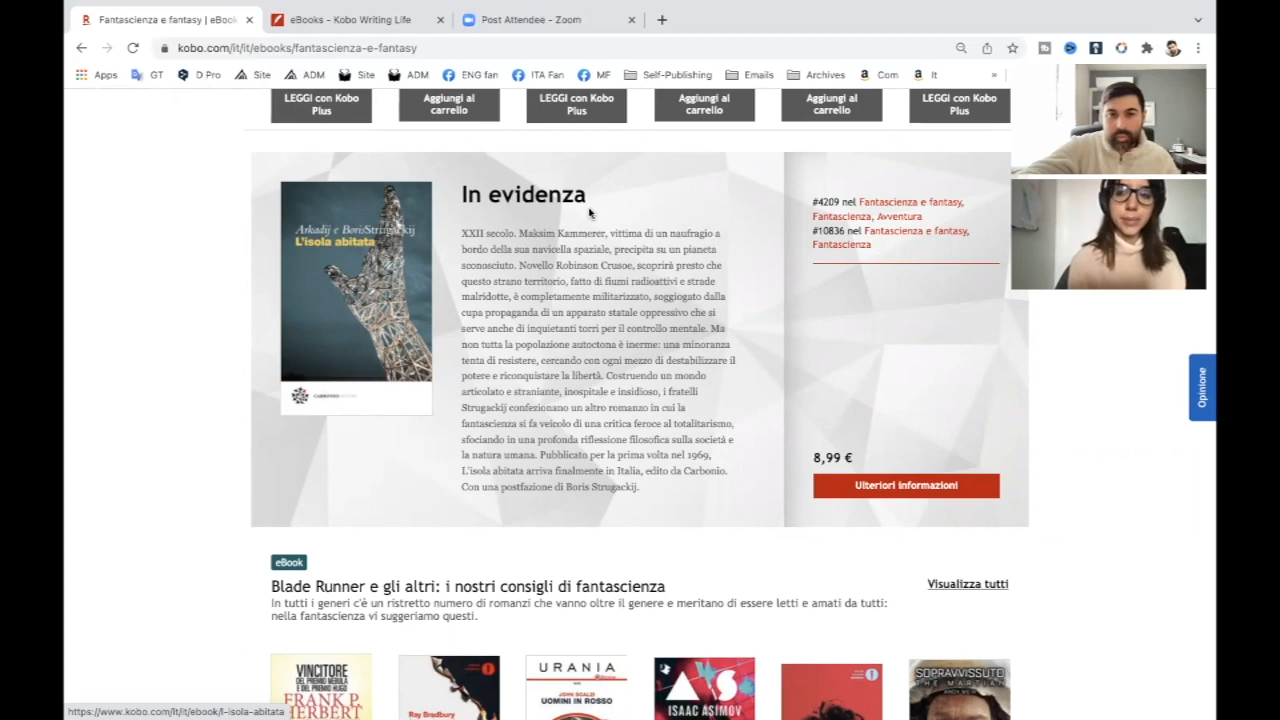 Fantascienza e fantasy | eBook
eBooks - Kobo Writing Life
Post Attendee - Zoom
kobo.com/it/it/ebooks/fantascienza-e-fantasy
Apps
GT
D Pro
Site
ADM
Site
ADM
ENG fan
ITA Fan
MF
Self-Publishing
Emails
Archives
Com
It
»
LEGGI con Kobo
Plus
Aggiungi al
carrello
LEGGI con Kobo
Plus
Aggiungi al
carrello
Aggiungi al
carrello
LEGGI con Kobo
Plus
Arkadij e Boris Strugackij
L'isola abitata
CARBONIO
In evidenza
XXII secolo. Maksim Kammerer, vittima di un naufragio a
bordo della sua navicella spaziale, precipita su un pianeta
sconosciuto. Novello Robinson Crusoe, scoprirà presto che
questo strano territorio, fatto di fiumi radioattivi e strade
malridotte, è completamente militarizzato, soggiogato dalla
cupa propaganda di un apparato statale oppressivo che si
serve anche di inquietanti torri per il controllo mentale. Ma
non tutta la popolazione autoctona è inerme: una minoranza
tenta di resistere, cercando con ogni mezzo di destabilizzare il
potere e riconquistare la libertà. Costruendo un mondo
articolato e straniante, inospitale e insidioso, i fratelli
Strugackij confezionano un altro romanzo in cui la
fantascienza si fa veicolo di una critica feroce al totalitarismo,
sfociando in una profonda riflessione filosofica sulla società e
la natura umana. Pubblicato per la prima volta nel 1969,
L'isola abitata arriva finalmente in Italia, edito da Carbonio.
Con una postfazione di Boris Strugackij.
#4209 nel Fantascienza e fantasy,
Fantascienza, Avventura
#10836 nel Fantascienza e fantasy,
Fantascienza
8,99 €
Ulteriori informazioni
Opinione
eBook
Blade Runner e gli altri: i nostri consigli di fantascienza
Visualizza tutti
In tutti i generi c'è un ristretto numero di romanzi che vanno oltre il genere e meritano di essere letti e amati da tutti:
nella fantascienza vi suggeriamo questi.
VINCITORE
DEL PREMIO NEBULA
E DEL PREMIO HUGO
FRANK P.
HERBERT
Ray Bradbury
URANIA
JOHN SCALZI
UOMINI IN ROSSO
AS
ISAAC ASIMOV
SOPRAVVISSUTO
THE MARTIAN
ANDY WEIR
https://www.kobo.com/it/it/ebook/l-isola-abitata